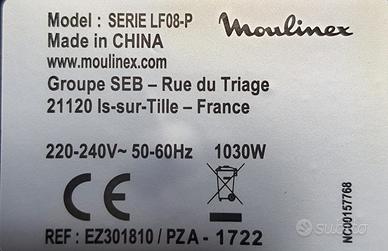 Model : SERIE LF08-P
Moulinex
Made in CHINA
www.moulinex.com
Groupe SEB – Rue du Triage
21120 Is-sur-Tille – France
220-240V~ 50-60Hz 1030W
CE
REF : EZ301810 / PZA - 1722
NC00157768
SUBITO